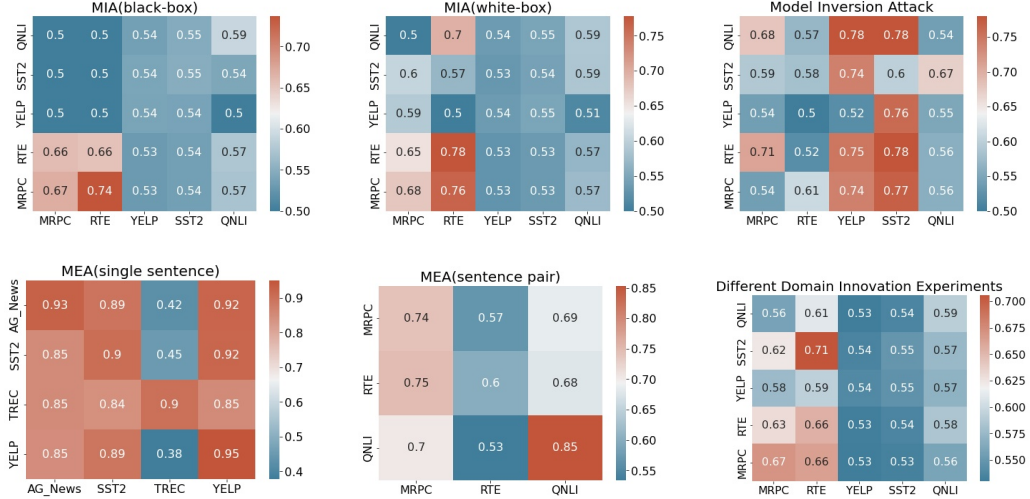 MIA(black-box)
QNLI 0.5 0.5 0.54 0.55 0.59
SST2 0.5 0.5 0.54 0.55 0.54
YELP 0.5 0.5 0.54 0.54 0.5
RTE 0.66 0.66 0.53 0.54 0.57
MRPC 0.67 0.74 0.53 0.54 0.57
MRPC RTE YELP SST2 QNLI
0.70
0.65
0.60
0.55
0.50
MIA(white-box)
QNLI 0.5 0.7 0.54 0.55 0.59
SST2 0.6 0.57 0.53 0.55 0.59
YELP 0.59 0.5 0.54 0.54 0.51
RTE 0.65 0.78 0.53 0.54 0.57
MRPC 0.68 0.76 0.53 0.54 0.57
MRPC RTE YELP SST2 QNLI
0.75
0.70
0.65
0.60
0.55
0.50
Model Inversion Attack
QNLI 0.68 0.57 0.78 0.78 0.54
SST2 0.59 0.58 0.74 0.6 0.67
YELP 0.54 0.5 0.52 0.76 0.55
RTE 0.71 0.52 0.75 0.78 0.56
MRPC 0.54 0.61 0.74 0.77 0.56
MRPC RTE YELP SST2 QNLI
0.75
0.70
0.65
0.60
0.55
0.50
MEA(single sentence)
AG_News 0.93 0.89 0.42 0.92
SST2 0.85 0.9 0.45 0.92
TREC 0.85 0.84 0.9 0.85
YELP 0.85 0.89 0.38 0.95
AG_News SST2 TREC YELP
0.9
0.8
0.7
0.6
0.5
0.4
MEA(sentence pair)
MRPC 0.74 0.57 0.69
RTE 0.75 0.6 0.68
QNLI 0.7 0.53 0.85
MRPC RTE QNLI
0.85
0.80
0.75
0.70
0.65
0.60
0.55
Different Domain Innovation Experiments
QNLI 0.56 0.61 0.53 0.54 0.59
SST2 0.62 0.71 0.54 0.55 0.57
YELP 0.58 0.59 0.54 0.55 0.57
RTE 0.63 0.66 0.53 0.54 0.58
MRPC 0.67 0.66 0.53 0.53 0.56
MRPC RTE YELP SST2 QNLI
0.700
0.675
0.650
0.625
0.600
0.575
0.550